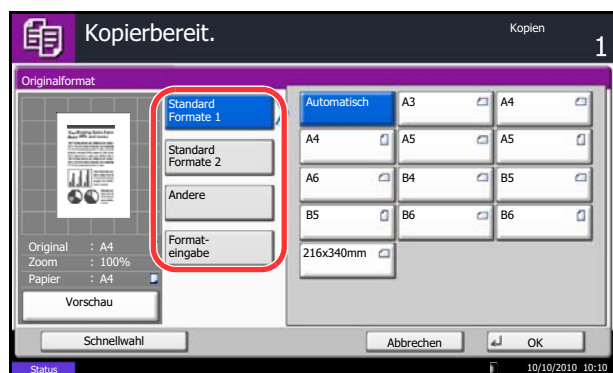 Kopierbereit.
Kopien
1
Originalformat
Standard
Formate 1
Standard
Formate 2
Andere
Format-
eingabe
Automatisch
A3
A4
A4
A5
A5
A6
B4
B5
B5
B6
B6
216x340mm
Original : A4
Zoom : 100%
Papier : A4
Vorschau
Schnellwahl
Abbrechen
OK
Status
10/10/2010 10:10